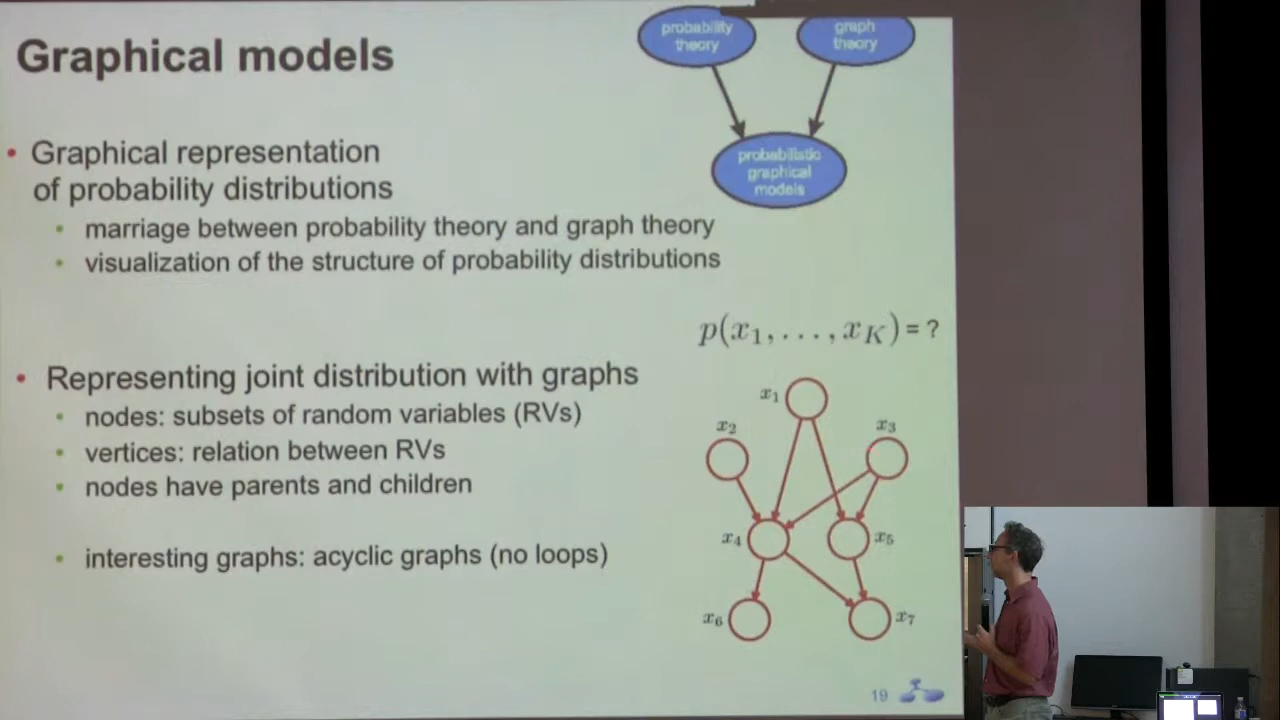 Graphical models
probability
theory
graph
theory
probabilistic
graphical
models
• Graphical representation
of probability distributions
• marriage between probability theory and graph theory
• visualization of the structure of probability distributions
p(x₁, . . . , x_K) = ?
• Representing joint distribution with graphs
• nodes: subsets of random variables (RVs)
• vertices: relation between RVs
• nodes have parents and children
• interesting graphs: acyclic graphs (no loops)
x₁
x₂
x₃
x₄
x₅
x₆
x₇
19